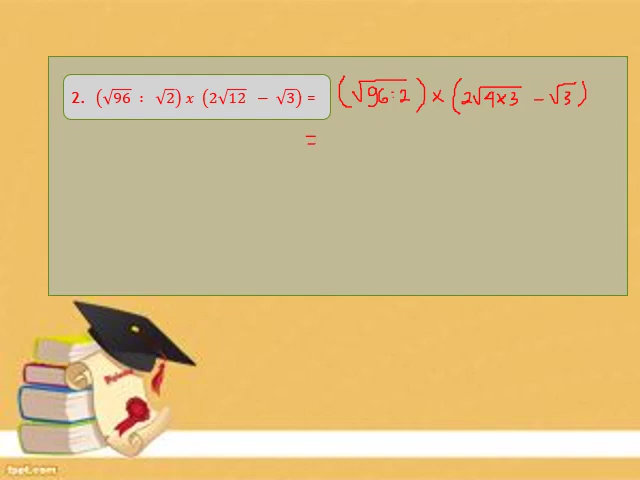 2. (√96 : √2) x (2√12 − √3) = (√96:2) x (2√4x3 − √3)
=
fppt.com